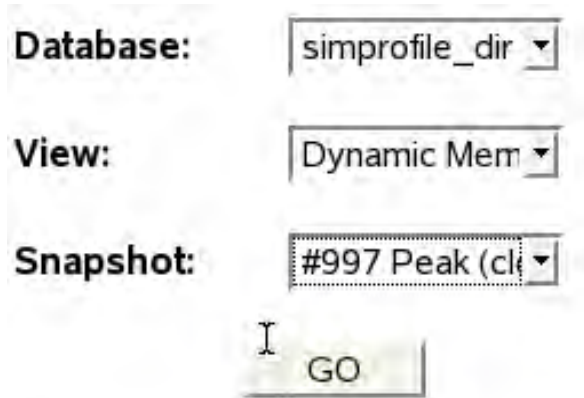 Database: simprofile_dir
View: Dynamic Mem
Snapshot: #997 Peak (cl
GO